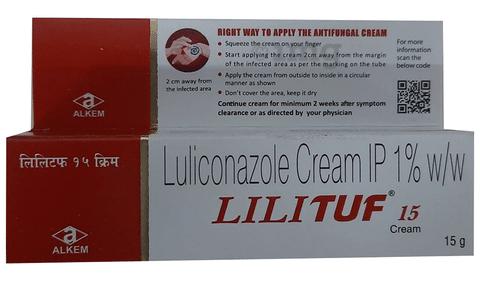 RIGHT WAY TO APPLY THE ANTIFUNGAL CREAM
• Squeeze the cream on your finger
• Start applying the cream 2cm away from the margin
of the infected area as per the marking on the tube
• Apply the cream from outside to inside in a circular
manner as shown
• Don't cover the area, keep it dry
Continue cream for minimum 2 weeks after symptom
clearance or as directed by your physician
2 cm away from
the infected area
For more
information
scan the
below code
ALKEM
लिलिटफ १५ क्रिम
ALKEM
Luliconazole Cream IP 1% w/w
LILITUF® 15
Cream
15 g